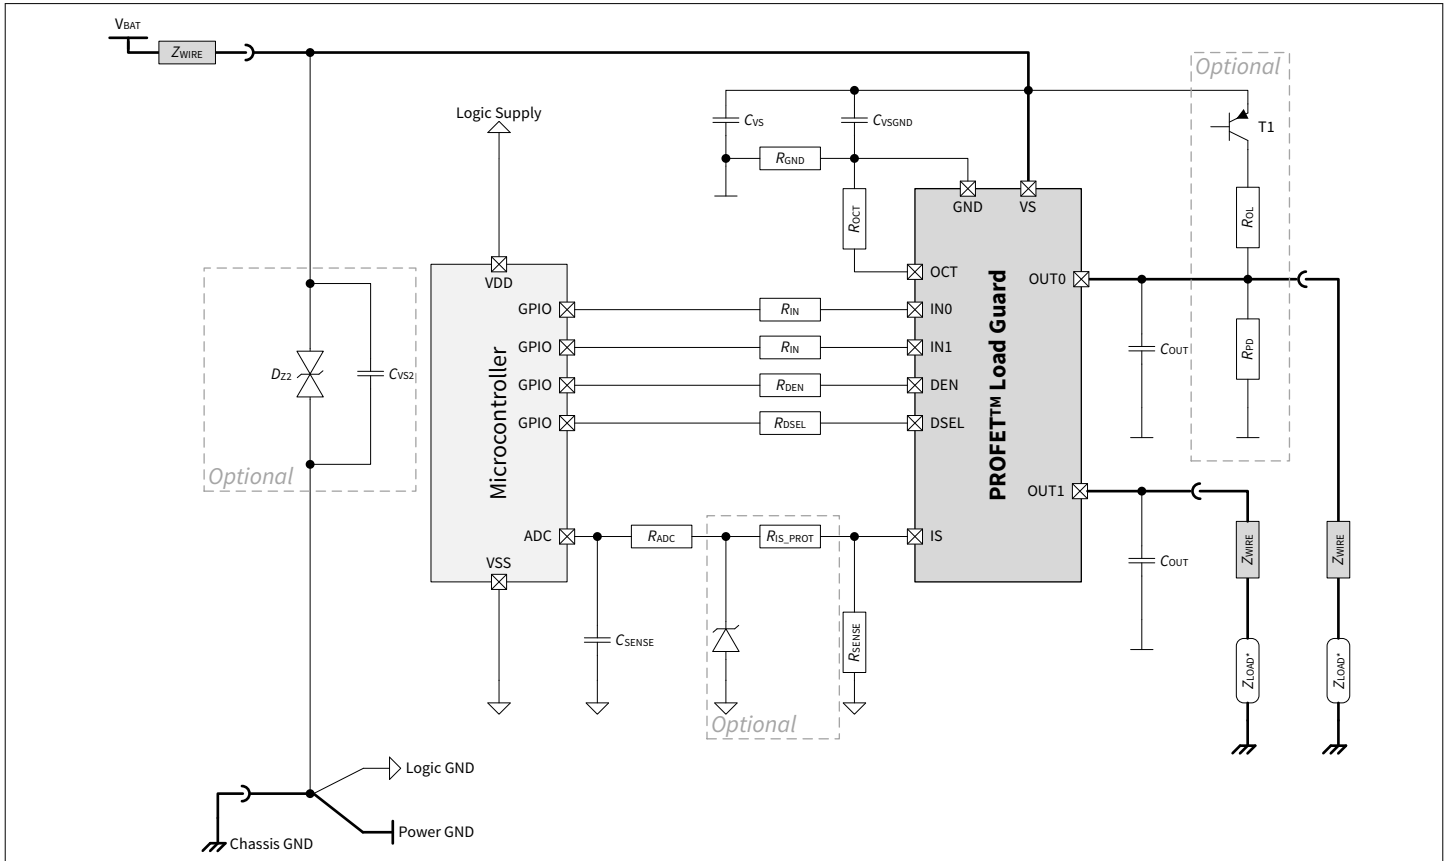 VBAT
ZWIRE
Optional
Logic Supply
CVS
CVSGND
T1
RGND
ROCT
GND
VS
ROL
VDD
OCT
OUT0
GPIO
RIN
IN0
GPIO
RIN
IN1
COUT
RPD
DZ2
CVS2
GPIO
RDEN
DEN
GPIO
RDSEL
DSEL
Microcontroller
PROFET™ Load Guard
Optional
OUT1
ADC
RADC
RIS_PROT
IS
VSS
COUT
ZWIRE
ZWIRE
CSENSE
RSENSE
ZLOAD*
ZLOAD*
Optional
Logic GND
Power GND
Chassis GND